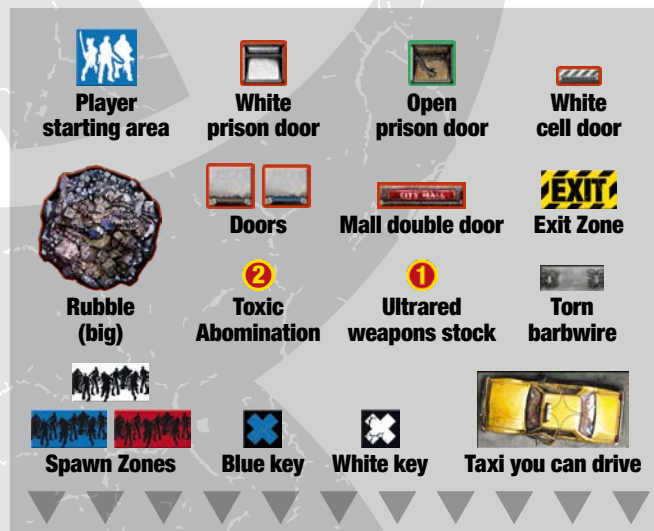 Player
starting area
White
prison door
Open
prison door
White
cell door
CITY MALL
EXIT
Rubble
(big)
Doors
Mall double door
Exit Zone
2
Toxic
Abomination
1
Ultrared
weapons stock
Torn
barbwire
Spawn Zones
Blue key
White key
Taxi you can drive